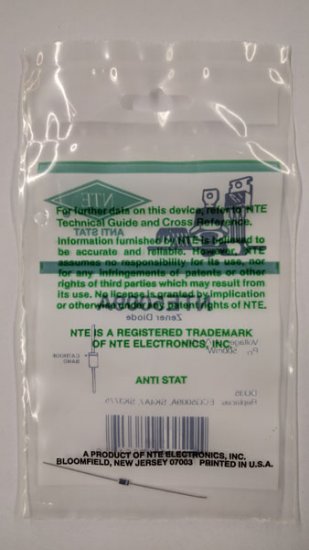 For further data on this device, refer to NTE
Technical Guide and Cross Reference.
Information furnished by NTE is believed to
be accurate and reliable. However, NTE
assumes no responsibility for its use, nor
for any infringements of patents or other
rights of third parties which may result from
its use. No license is granted by implication
or otherwise under any patent rights of NTE.
NTE IS A REGISTERED TRADEMARK
OF NTE ELECTRONICS, INC.
ANTI STAT
A PRODUCT OF NTE ELECTRONICS, INC.
BLOOMFIELD, NEW JERSEY 07003 PRINTED IN U.S.A.
NTE
ANTI STAT
Zener Diode
CATHODE
BAND
500mW
DO35
Replaces